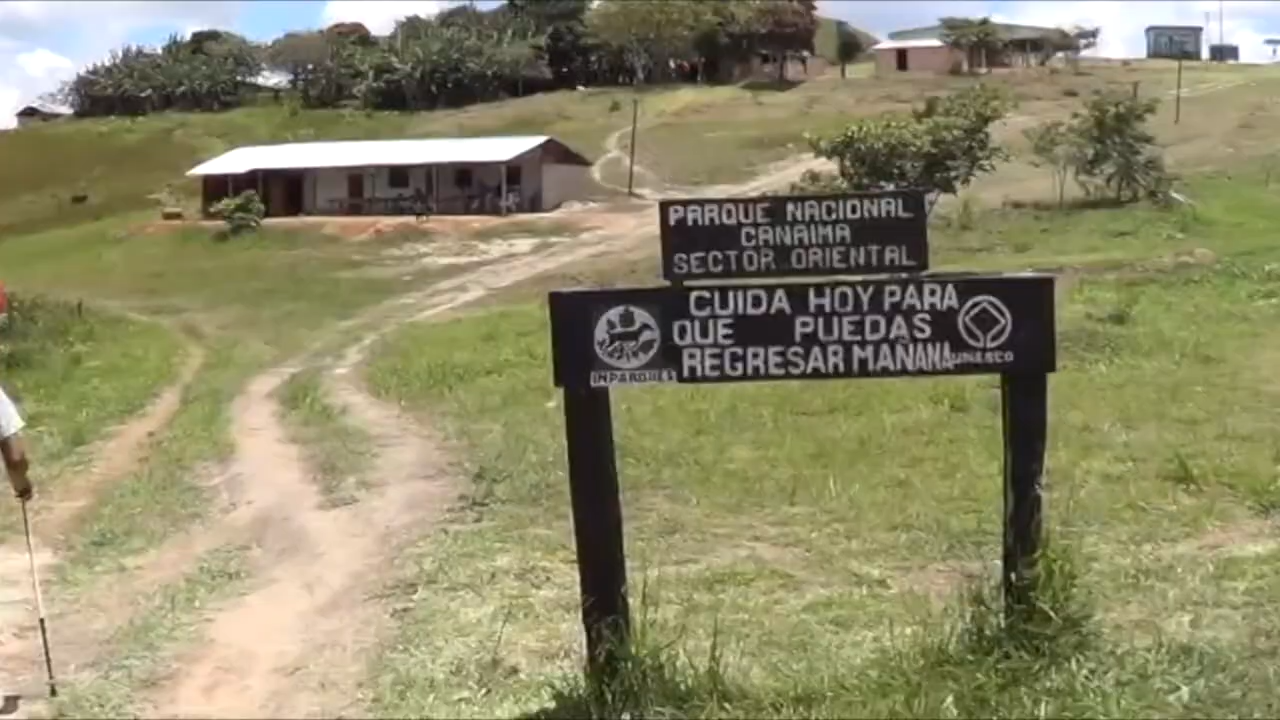 PARQUE NACIONAL
CANAIMA
SECTOR ORIENTAL
CUIDA HOY PARA
QUE PUEDAS
REGRESAR MAÑANA
INPARQUES
UNESCO